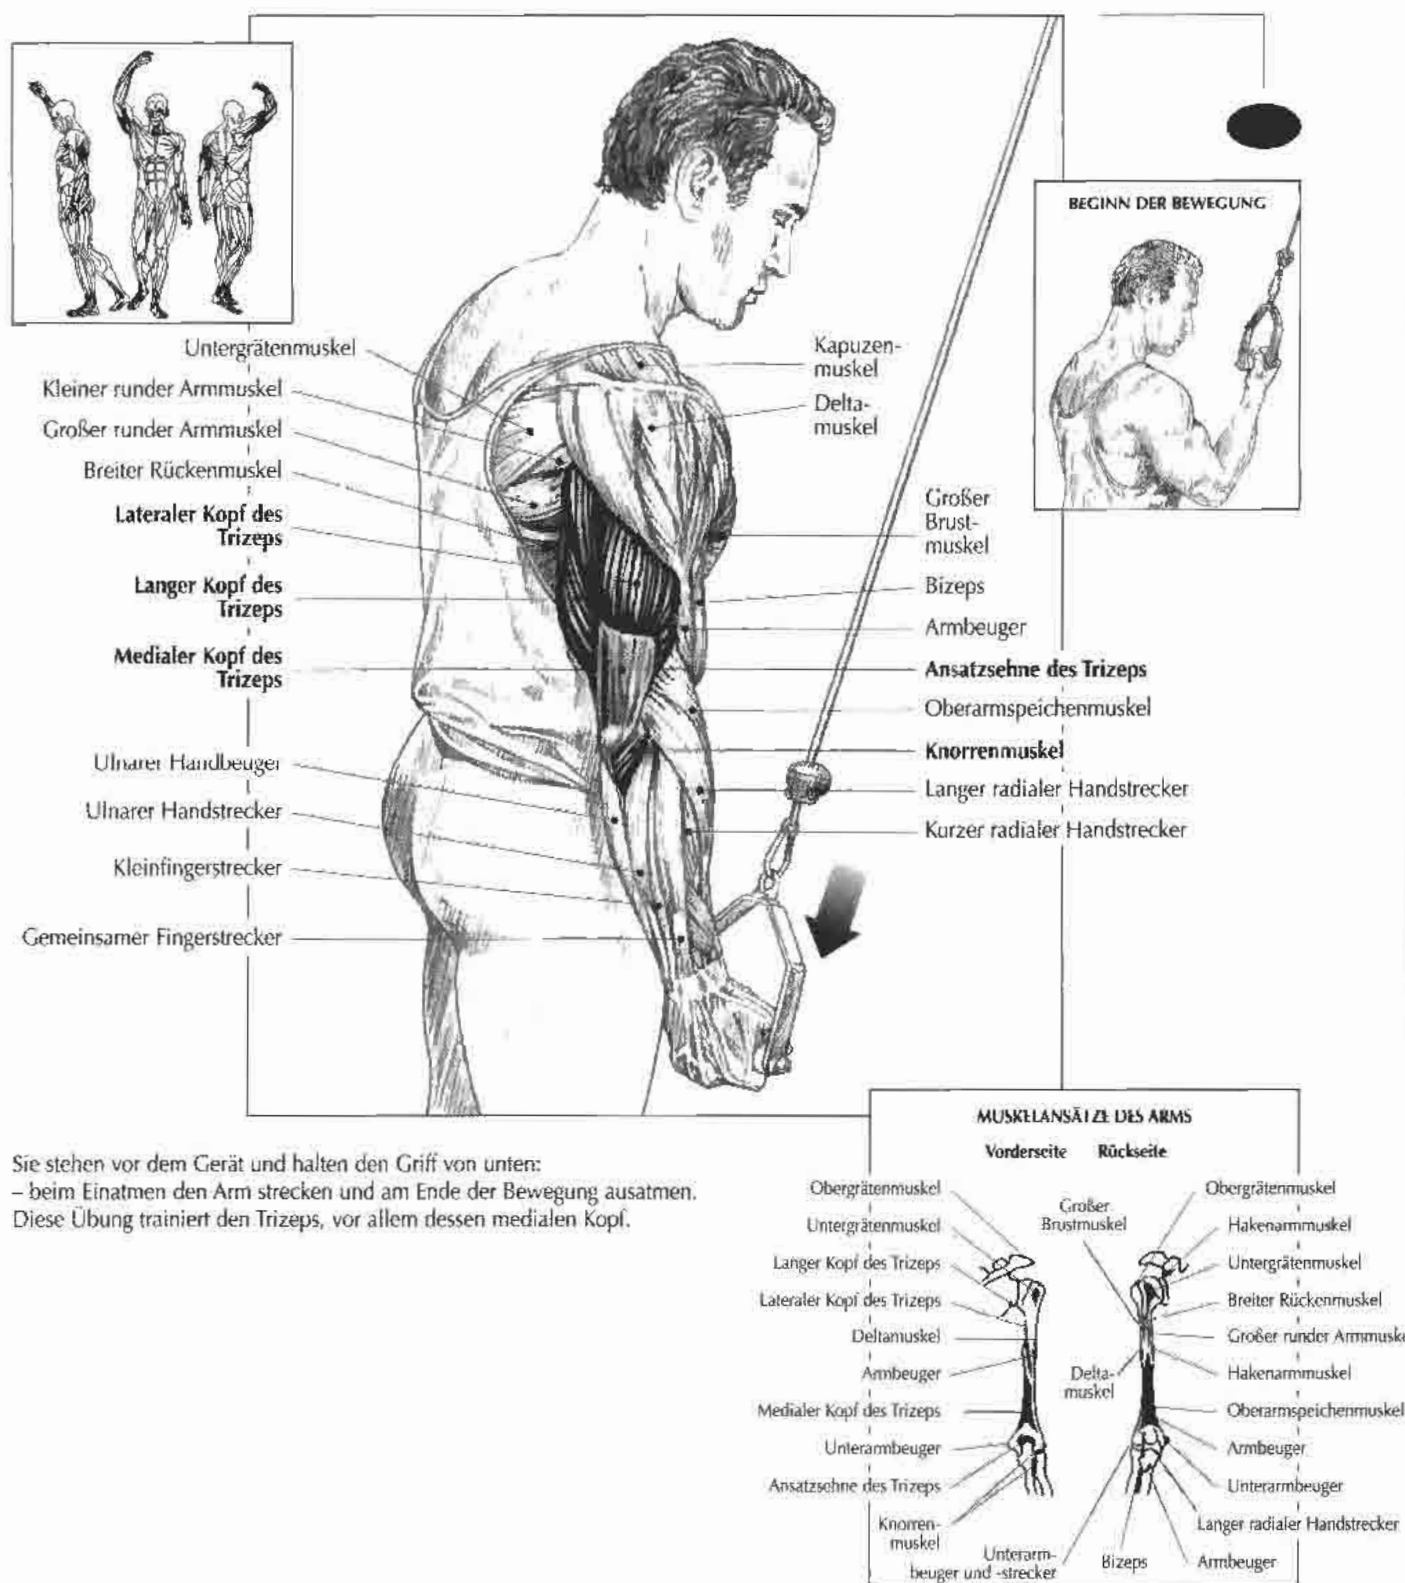 BEGINN DER BEWEGUNG
Untergrätenmuskel
Kleiner runder Armmuskel
Großer runder Armmuskel
Breiter Rückenmuskel
Lateraler Kopf des
Trizeps
Langer Kopf des
Trizeps
Medialer Kopf des
Trizeps
Ulnarer Handbeuger
Ulnarer Handstrecker
Kleinfingerstrecker
Gemeinsamer Fingerstrecker
Kapuzen-
muskel
Delta-
muskel
Großer
Brust-
muskel
Bizeps
Armbeuger
Ansatzsehne des Trizeps
Oberarmspeichenmuskel
Knorrenmuskel
Langer radialer Handstrecker
Kurzer radialer Handstrecker
Sie stehen vor dem Gerät und halten den Griff von unten:
– beim Einatmen den Arm strecken und am Ende der Bewegung ausatmen.
Diese Übung trainiert den Trizeps, vor allem dessen medialen Kopf.
MUSKELANSÄTZE DES ARMS
Vorderseite Rückseite
Obergrätenmuskel
Untergrätenmuskel
Langer Kopf des Trizeps
Lateraler Kopf des Trizeps
Deltamuskel
Armbeuger
Medialer Kopf des Trizeps
Unterarmbeuger
Ansatzsehne des Trizeps
Knorren-
muskel
Großer
Brustmuskel
Delta-
muskel
Unterarm-
beuger und -strecker
Bizeps
Obergrätenmuskel
Hakenarmmuskel
Untergrätenmuskel
Breiter Rückenmuskel
Großer runder Armmuske
Hakenarmmuskel
Oberarmspeichenmuskel
Armbeuger
Unterarmbeuger
Langer radialer Handstrecker
Armbeuger